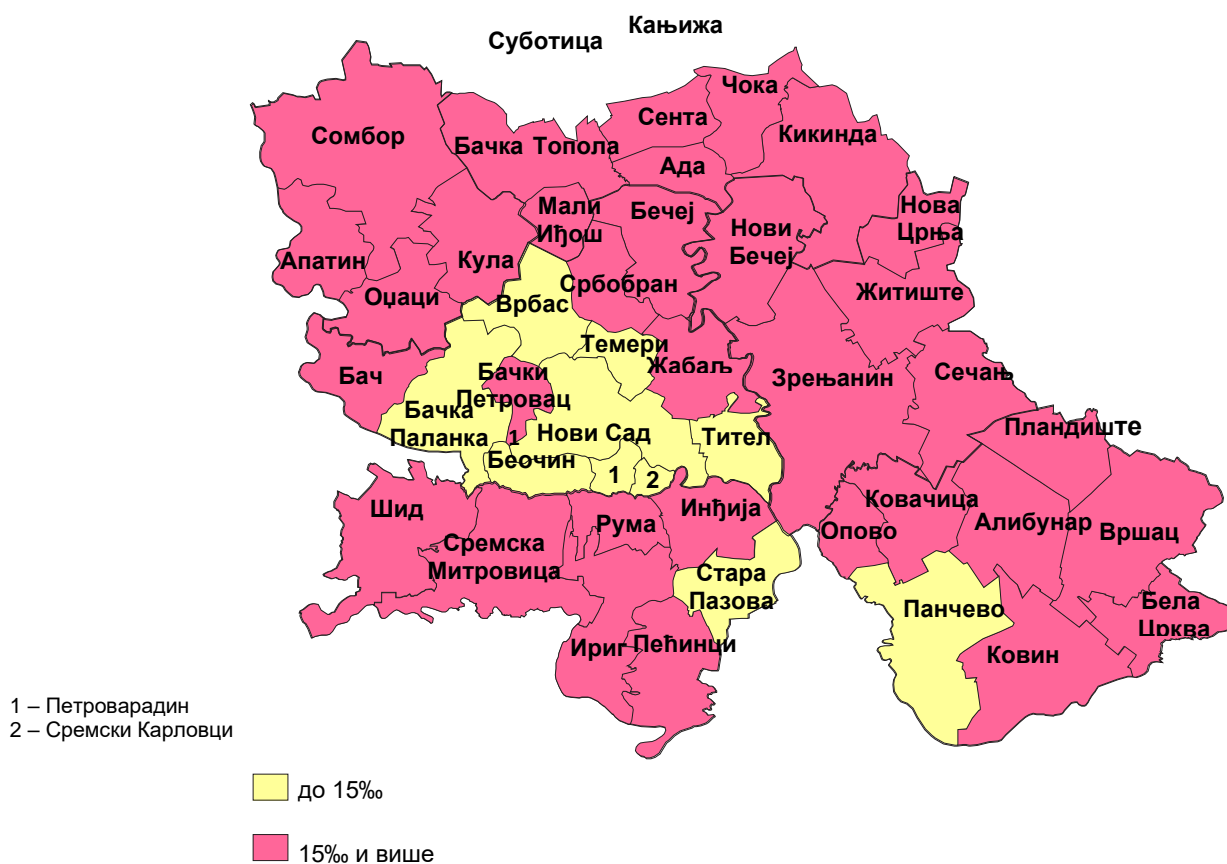 Кањижа
Суботица
Чока
Сента
Сомбор
Кикинда
Бачка Топола
Ада
Мали
Иђош
Бечеј
Нова
Црња
Нови
Бечеј
Апатин
Кула
Србобран
Оџаци
Житиште
Врбас
Темери
Жабаљ
Бачки
Петровац
Бач
Зрењанин
Сечањ
Бачка
Паланка
1
Нови Сад
Тител
Пландиште
Беочин
1
2
Шид
Рума
Инђија
Ковачица
Опово
Алибунар
Вршац
Сремска
Митровица
Стара
Пазова
Панчево
Бела
Црква
Ириг
Пећинци
Ковин
1 – Петроварадин
2 – Сремски Карловци
до 15‰
15‰ и више